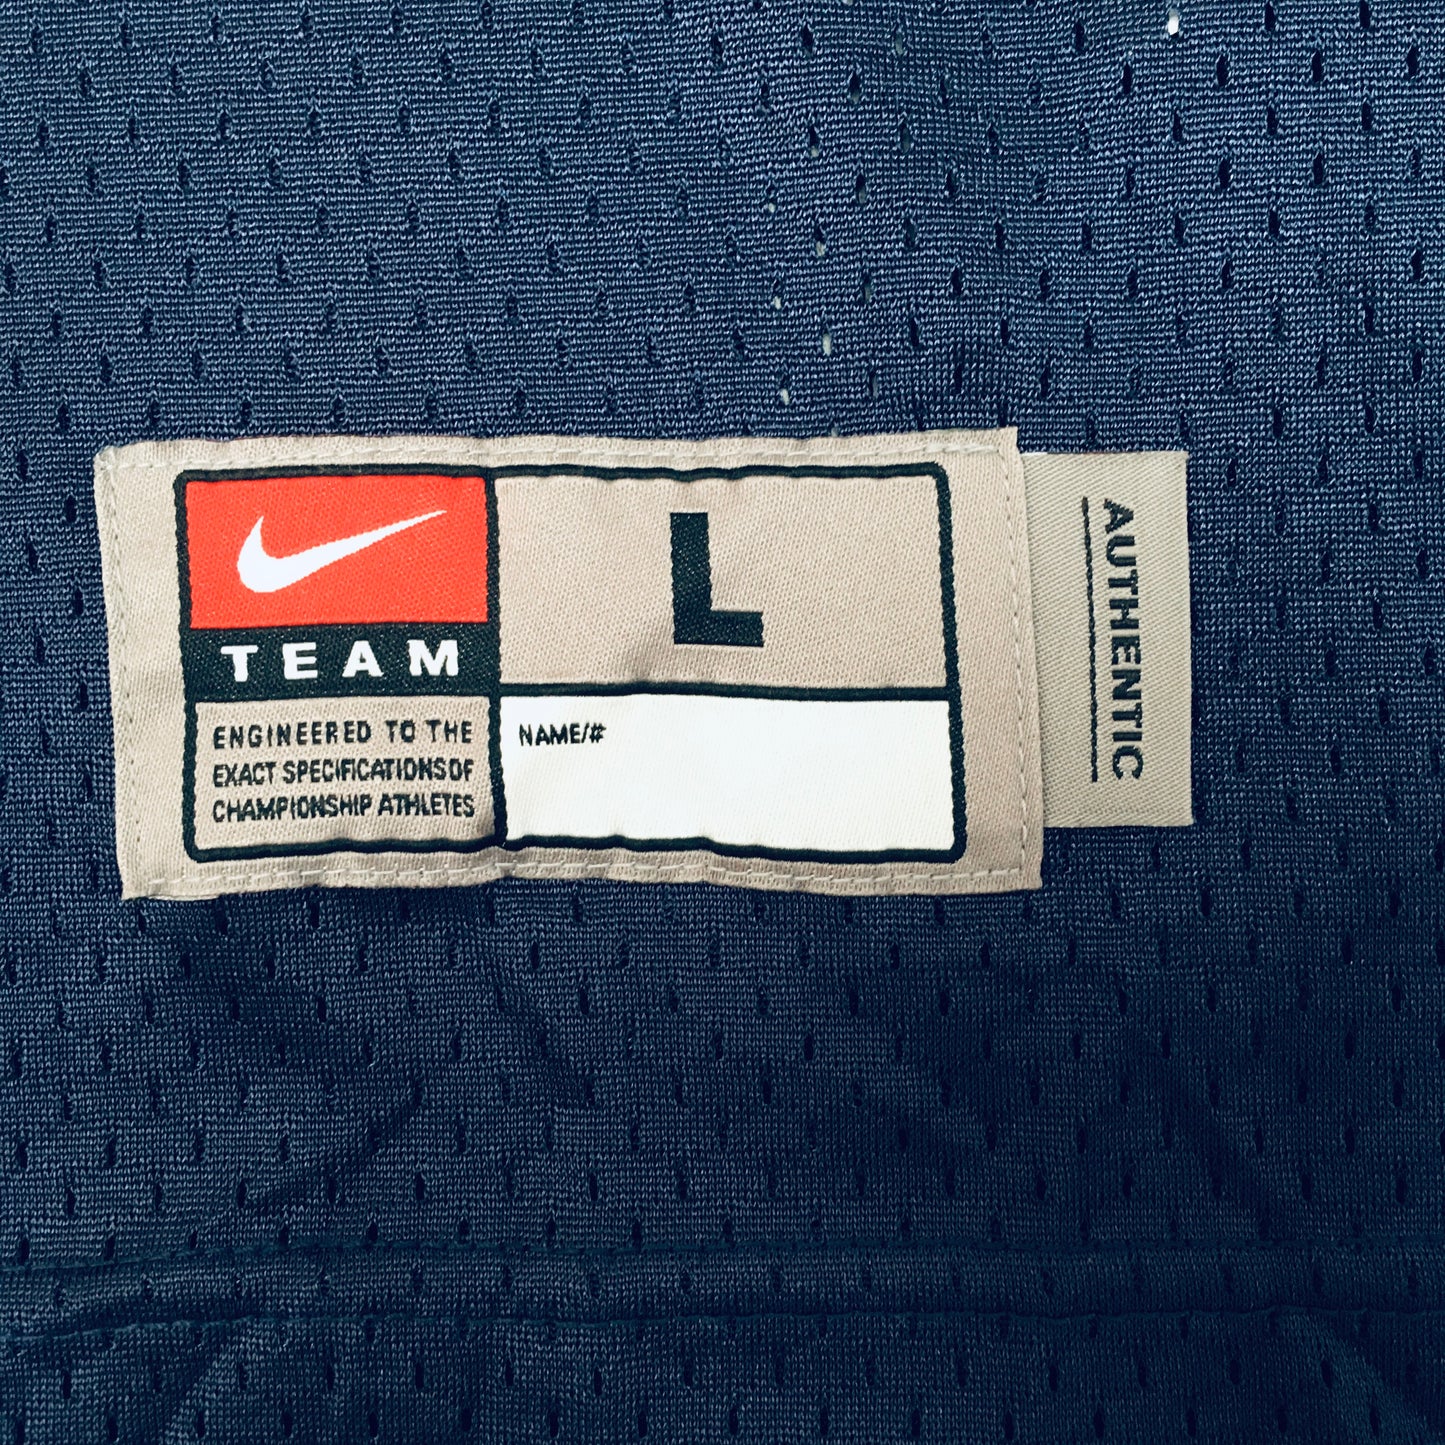 TEAM
L
ENGINEERED TO THE
EXACT SPECIFICATIONS OF
CHAMPIONSHIP ATHLETES
NAME/#
AUTHENTIC